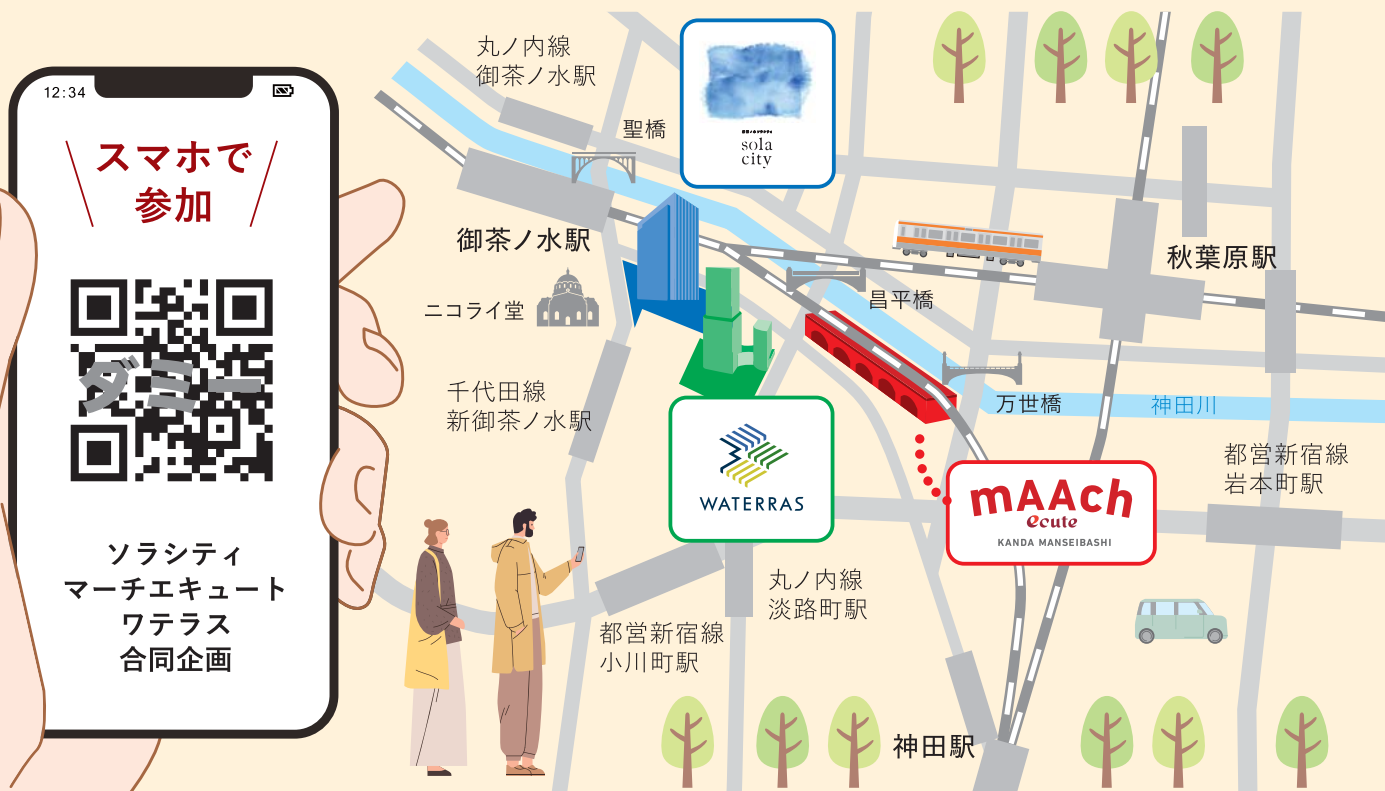 12:34
スマホで
参加
ダミー
ソラシティ
マーチエキュート
ワテラス
合同企画
丸ノ内線
御茶ノ水駅
聖橋
sola
city
御茶ノ水駅
ニコライ堂
千代田線
新御茶ノ水駅
昌平橋
秋葉原駅
万世橋
神田川
WATERRAS
mAAch
ecute
KANDA MANSEIBASHI
都営新宿線
岩本町駅
丸ノ内線
淡路町駅
都営新宿線
小川町駅
神田駅